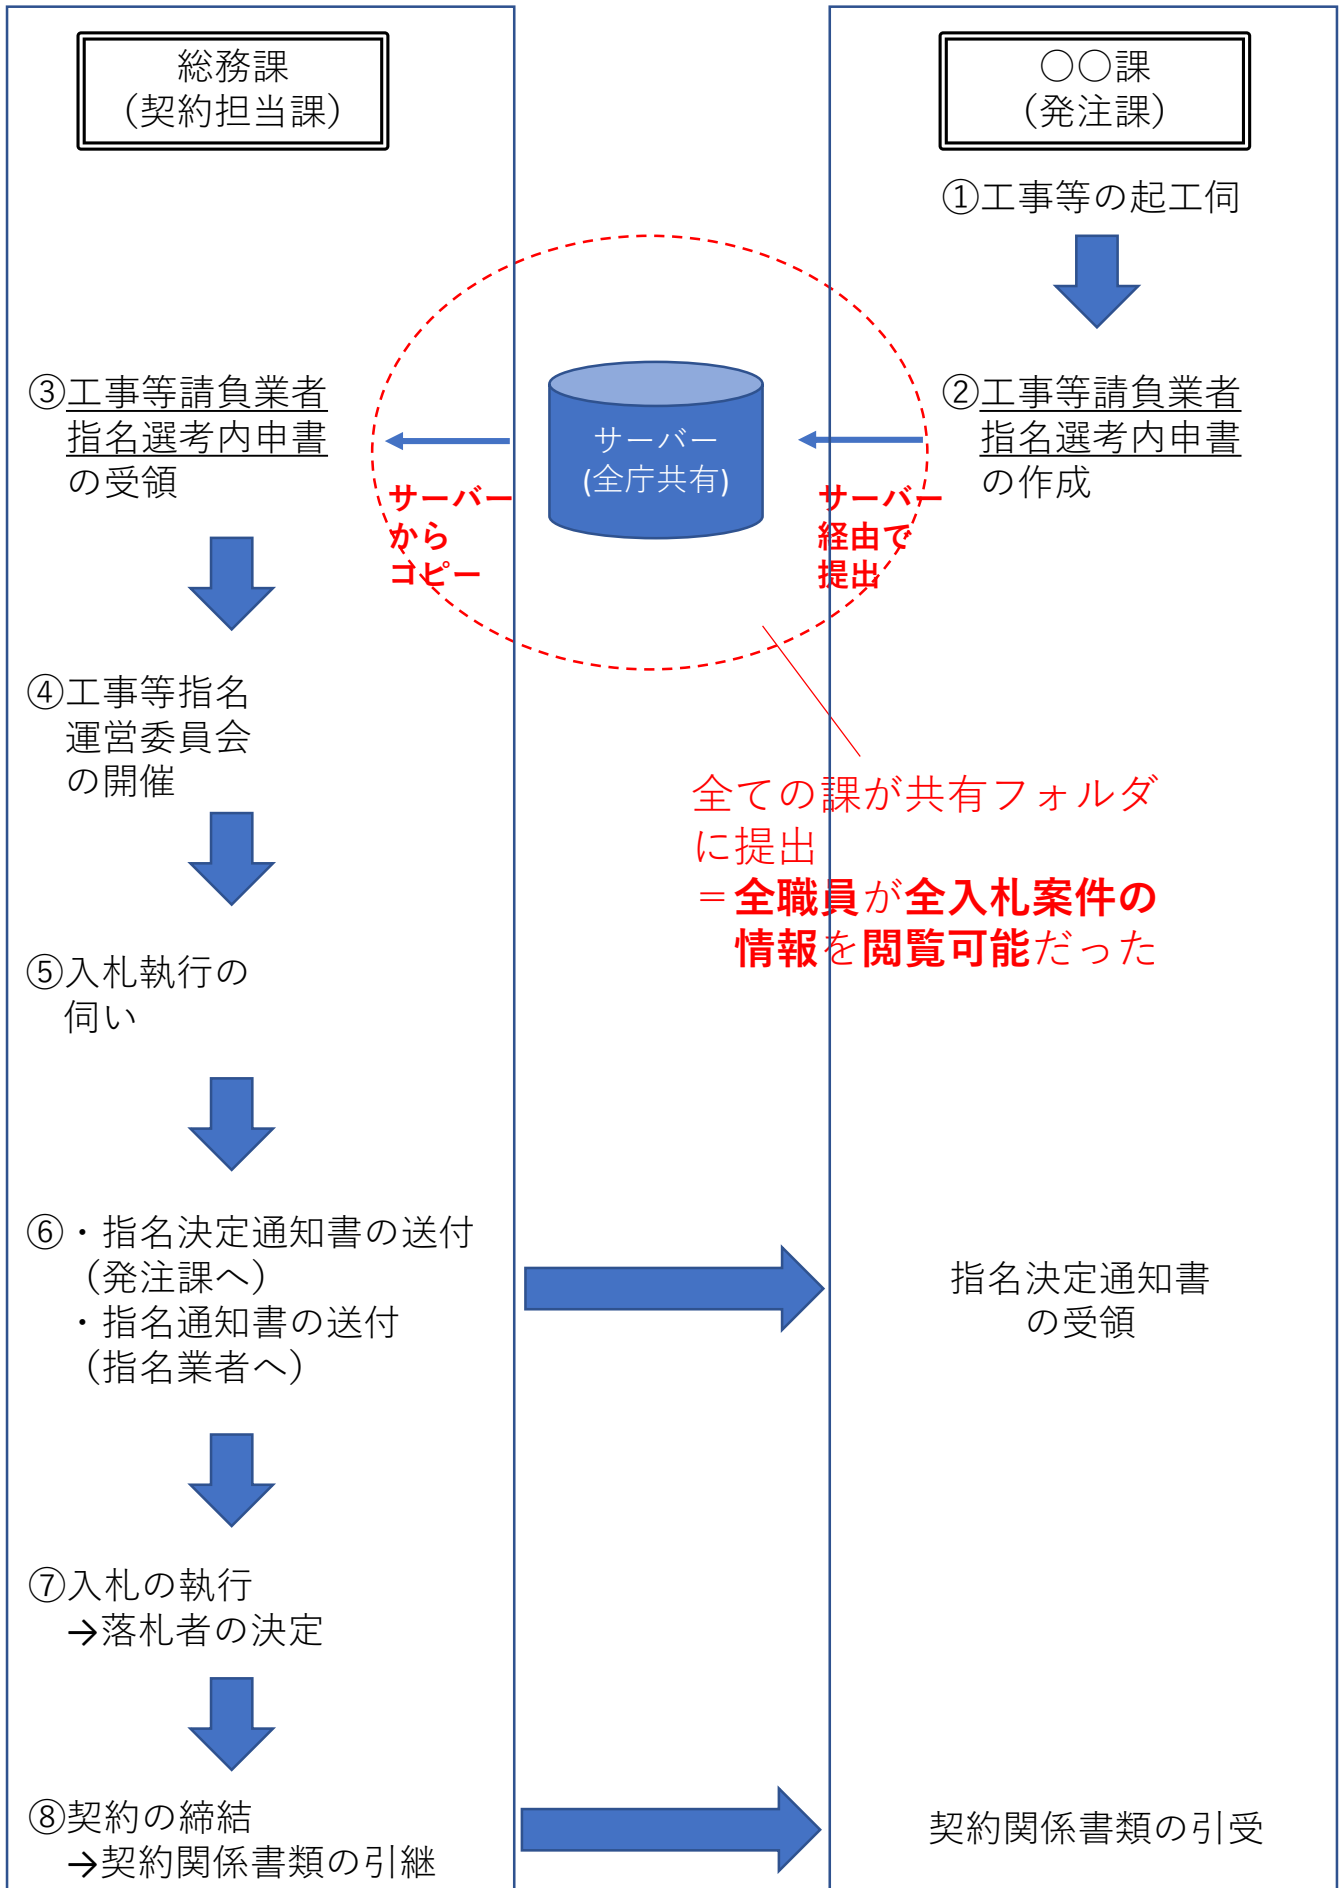 総務課
（契約担当課）
○○課
（発注課）
①工事等の起工伺
②工事等請負業者
指名選考内申書
の作成
サーバー
経由で
提出
サーバー
(全庁共有)
サーバー
から
コピー
③工事等請負業者
指名選考内申書
の受領
全ての課が共有フォルダ
に提出
＝全職員が全入札案件の
情報を閲覧可能だった
④工事等指名
運営委員会
の開催
⑤入札執行の
伺い
⑥・指名決定通知書の送付
（発注課へ）
・指名通知書の送付
（指名業者へ）
指名決定通知書
の受領
⑦入札の執行
→落札者の決定
⑧契約の締結
→契約関係書類の引継
契約関係書類の引受